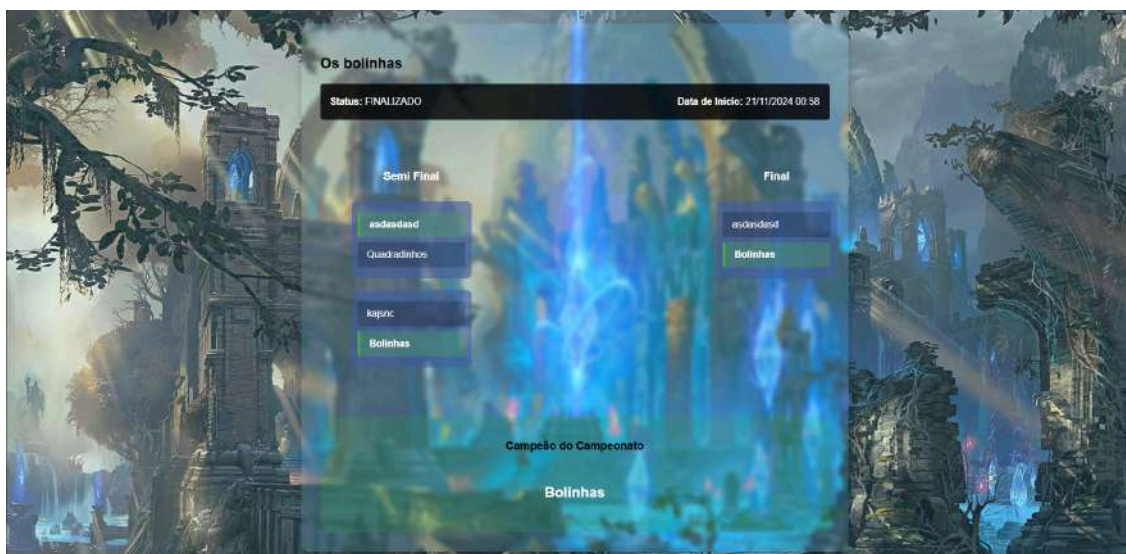 Os bolinhas
Status: FINALIZADO Data de Início: 21/11/2024 00:58
Semi Final
asdasdasd
Quadradinhos
kajsnc
Bolinhas
Final
asdasdasd
Bolinhas
Campeão do Campeonato
Bolinhas